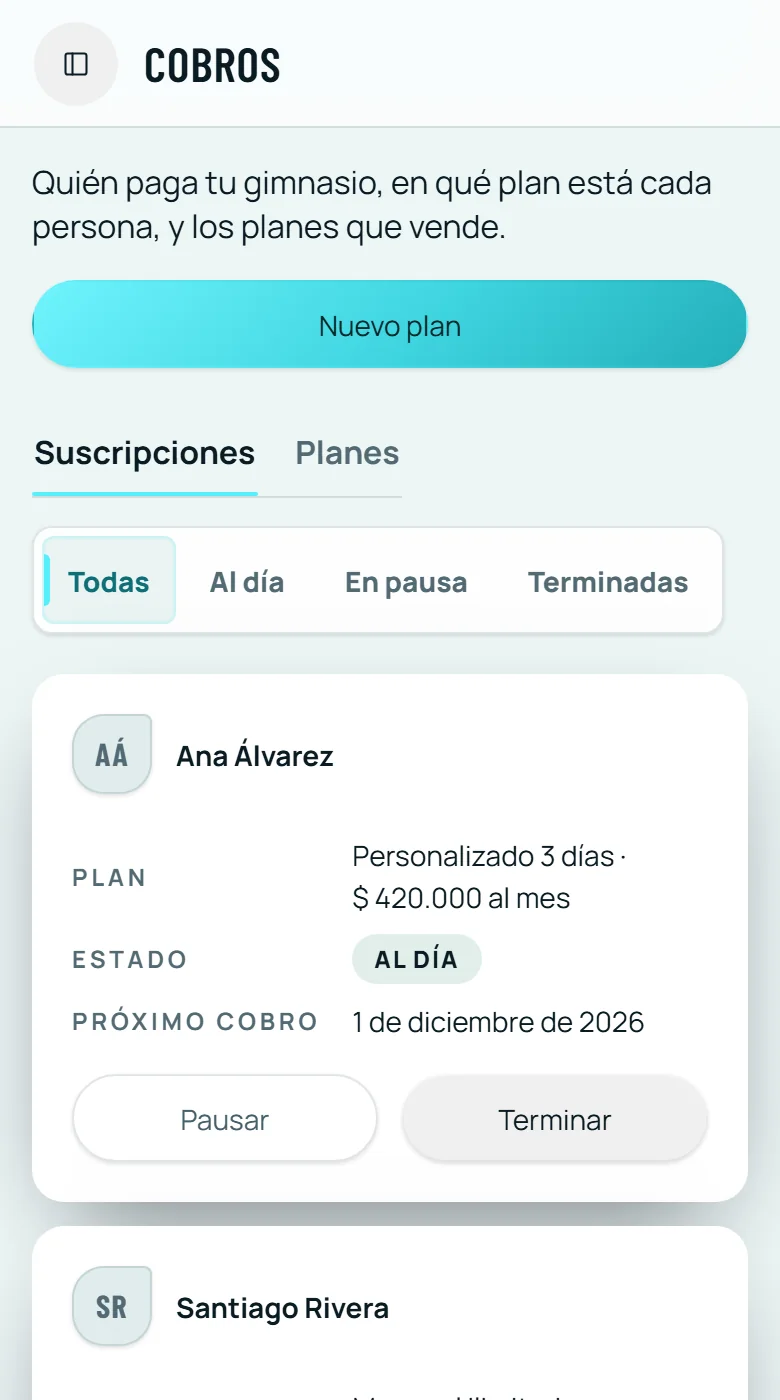 COBROS
Quién paga tu gimnasio, en qué plan está cada
persona, y los planes que vende.
Nuevo plan
Suscripciones Planes
Todas Al día En pausa Terminadas
AÁ Ana Álvarez
PLAN Personalizado 3 días ·
$ 420.000 al mes
ESTADO AL DÍA
PRÓXIMO COBRO 1 de diciembre de 2026
Pausar Terminar
SR Santiago Rivera